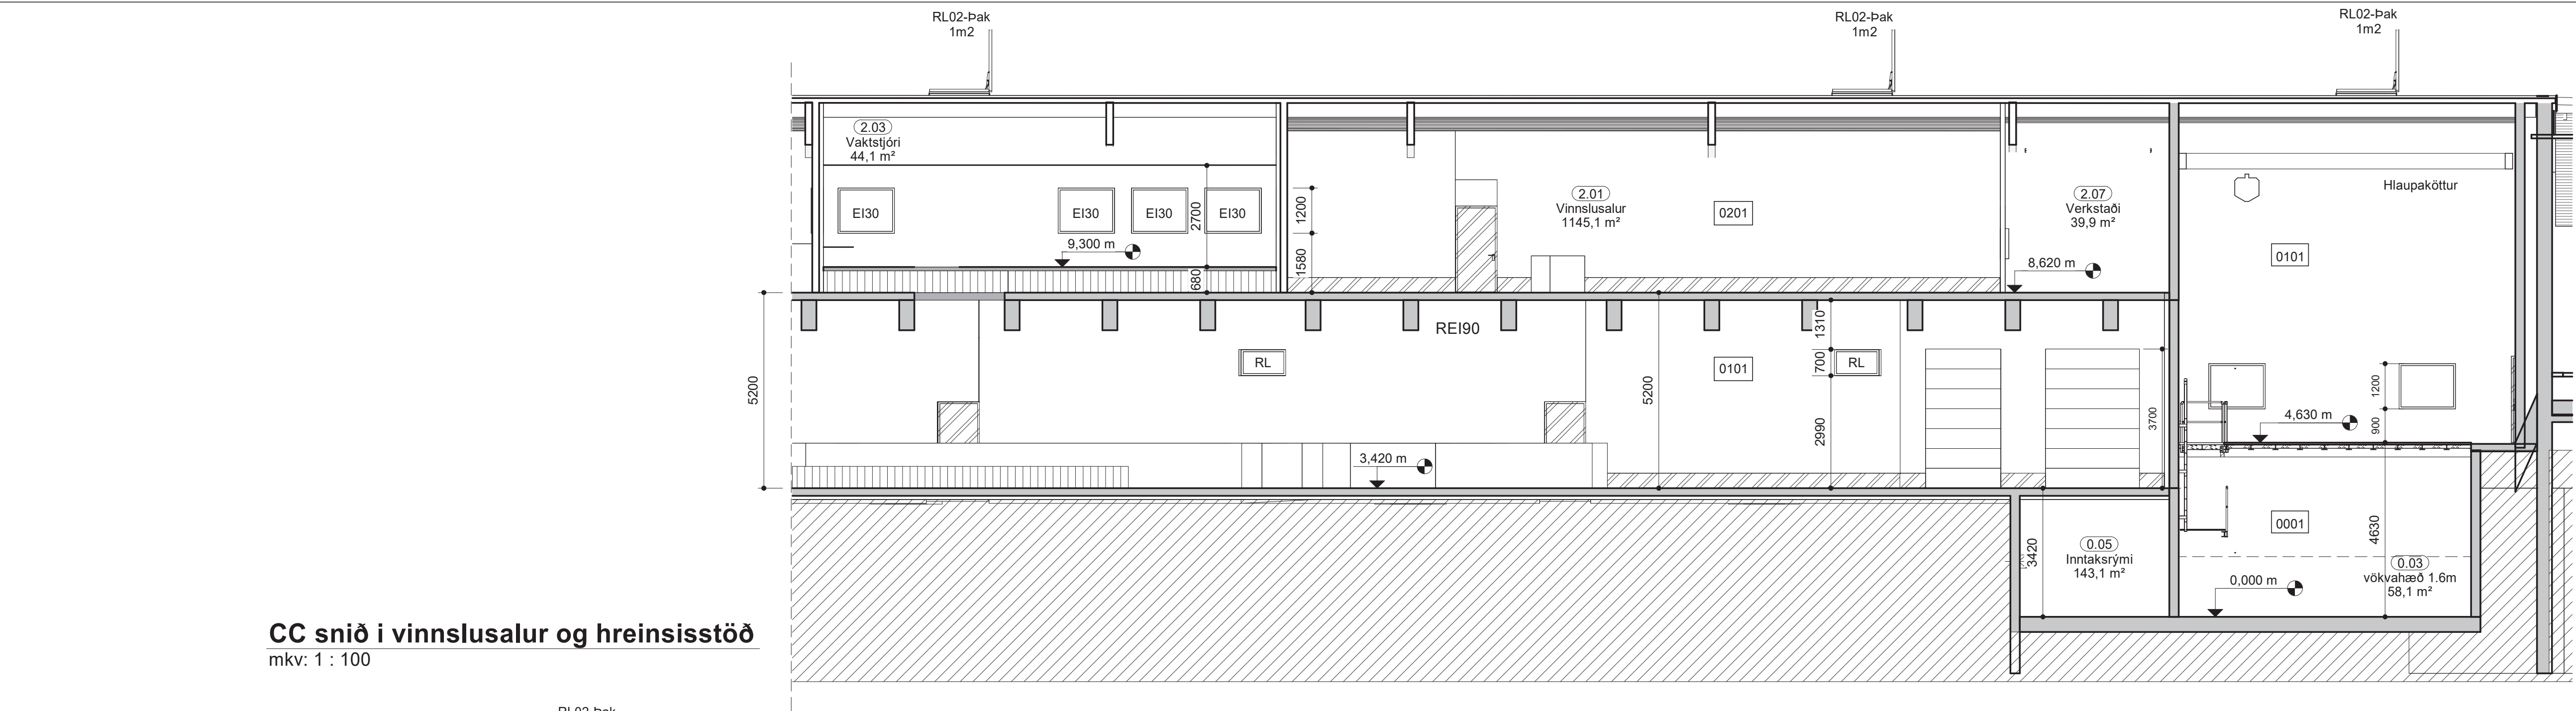 RL02-Þak
1m2
RL02-Þak
1m2
RL02-Þak
1m2
2.03
Vaktstjóri
44,1 m²
EI30
EI30
EI30
EI30
2700
9,300 m
680
1200
1580
2.01
Vinnslusalur
1145,1 m²
0201
2.07
Verkstaði
39,9 m²
8,620 m
Hlaupaköttur
0101
5200
REI90
RL
5200
0101
1310
700
2990
RL
3700
3,420 m
1200
900
4,630 m
3420
0.05
Inntaksrými
143,1 m²
0001
4630
0.03
vökvahæð 1.6m
58,1 m²
0,000 m
CC snið i vinnslusalur og hreinsisstöð
mkv: 1 : 100
RL02-Þak